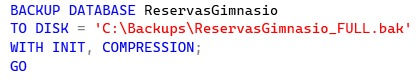 BACKUP DATABASE ReservasGimnasio
TO DISK = 'C:\Backups\ReservasGimnasio_FULL.bak'
WITH INIT, COMPRESSION;
GO